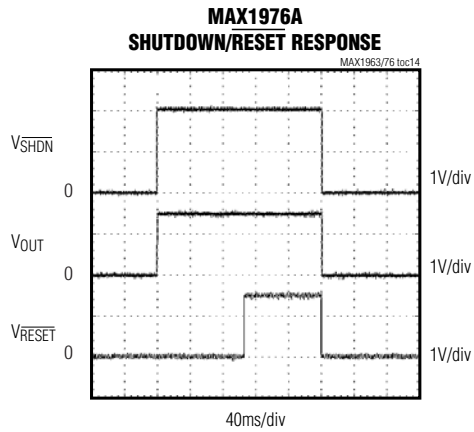 MAX1976A
SHUTDOWN/RESET RESPONSE
MAX1963/76 toc14
VSHDN
0
1V/div
VOUT
0
1V/div
VRESET
0
1V/div
40ms/div